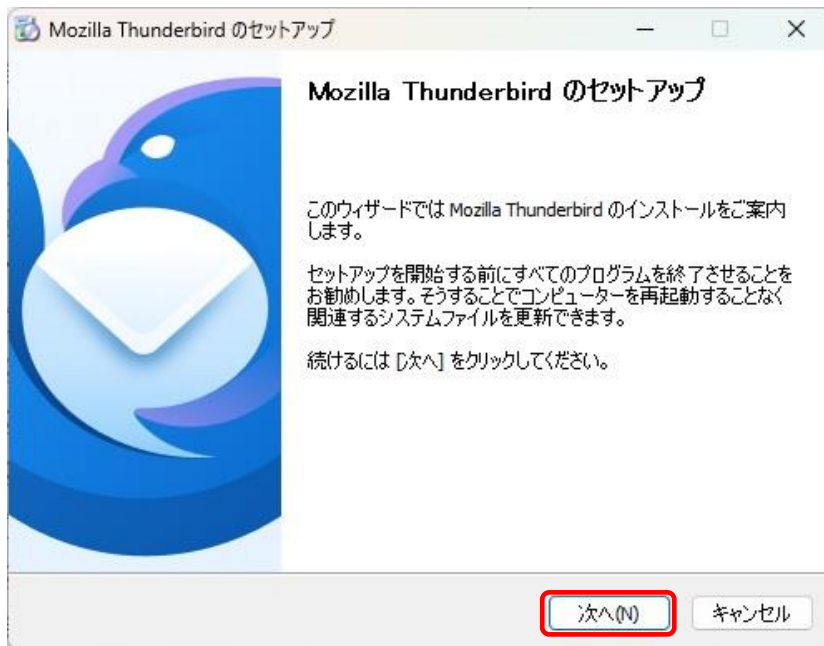 Mozilla Thunderbird のセットアップ
Mozilla Thunderbird のセットアップ
このウィザードでは Mozilla Thunderbird のインストールをご案内
します。
セットアップを開始する前にすべてのプログラムを終了させることを
お勧めします。そうすることでコンピューターを再起動することなく
関連するシステムファイルを更新できます。
続けるには [次へ] をクリックしてください。
次へ(N)
キャンセル